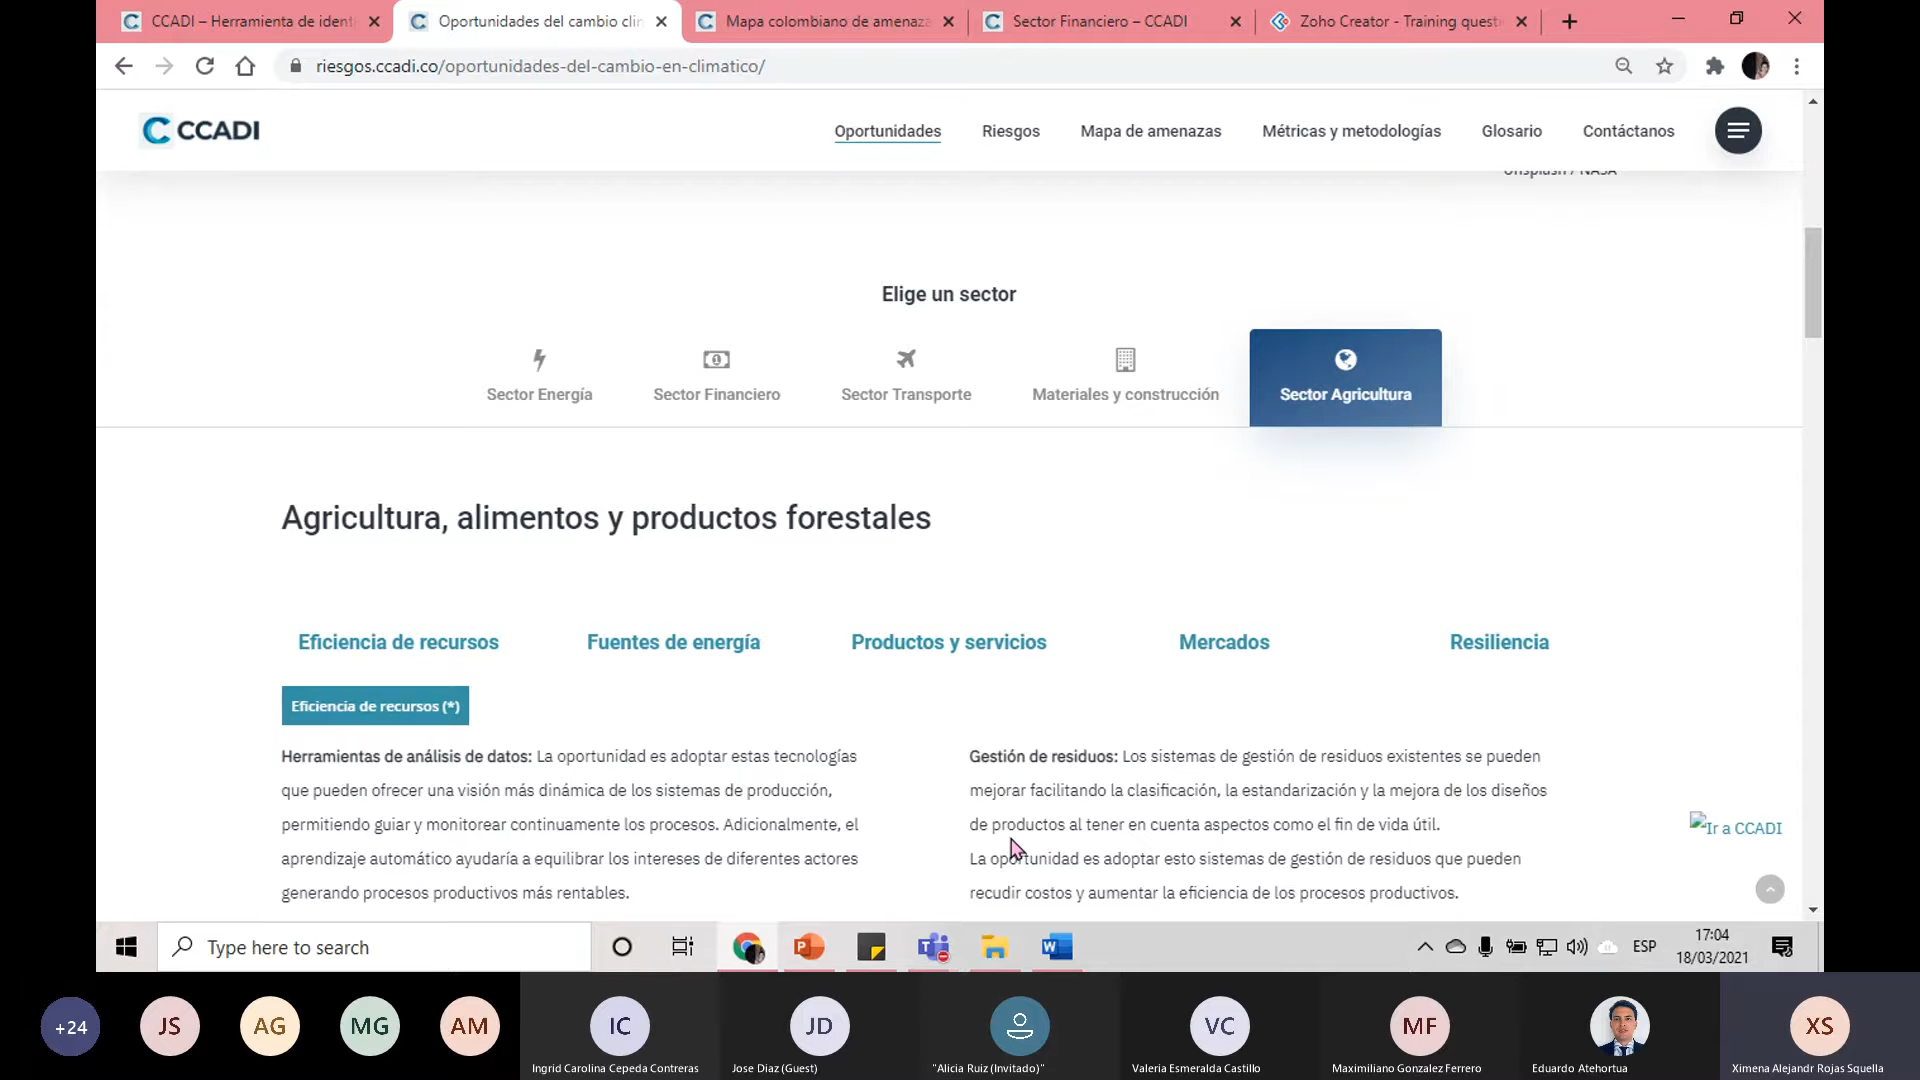 CCADI – Herramienta de ident
Oportunidades del cambio clim
Mapa colombiano de amenaza
Sector Financiero – CCADI
Zoho Creator - Training quest
riesgos.ccadi.co/oportunidades-del-cambio-en-climatico/
CCADI
Oportunidades
Riesgos
Mapa de amenazas
Métricas y metodologías
Glosario
Contáctanos
Unsplash / NASA
Elige un sector
Sector Energía
Sector Financiero
Sector Transporte
Materiales y construcción
Sector Agricultura
Agricultura, alimentos y productos forestales
Eficiencia de recursos
Fuentes de energía
Productos y servicios
Mercados
Resiliencia
Eficiencia de recursos (*)
Herramientas de análisis de datos: La oportunidad es adoptar estas tecnologías
que pueden ofrecer una visión más dinámica de los sistemas de producción,
permitiendo guiar y monitorear continuamente los procesos. Adicionalmente, el
aprendizaje automático ayudaría a equilibrar los intereses de diferentes actores
generando procesos productivos más rentables.
Gestión de residuos: Los sistemas de gestión de residuos existentes se pueden
mejorar facilitando la clasificación, la estandarización y la mejora de los diseños
de productos al tener en cuenta aspectos como el fin de vida útil.
La oportunidad es adoptar esto sistemas de gestión de residuos que pueden
recudir costos y aumentar la eficiencia de los procesos productivos.
Ir a CCADI
Type here to search
ESP
17:04
18/03/2021
+24
JS
AG
MG
AM
IC
JD
VC
MF
XS
Ingrid Carolina Cepeda Contreras
Jose Diaz (Guest)
"Alicia Ruiz (Invitado)"
Valeria Esmeralda Castillo
Maximiliano Gonzalez Ferrero
Eduardo Atehortua
Ximena Alejandr Rojas Squella